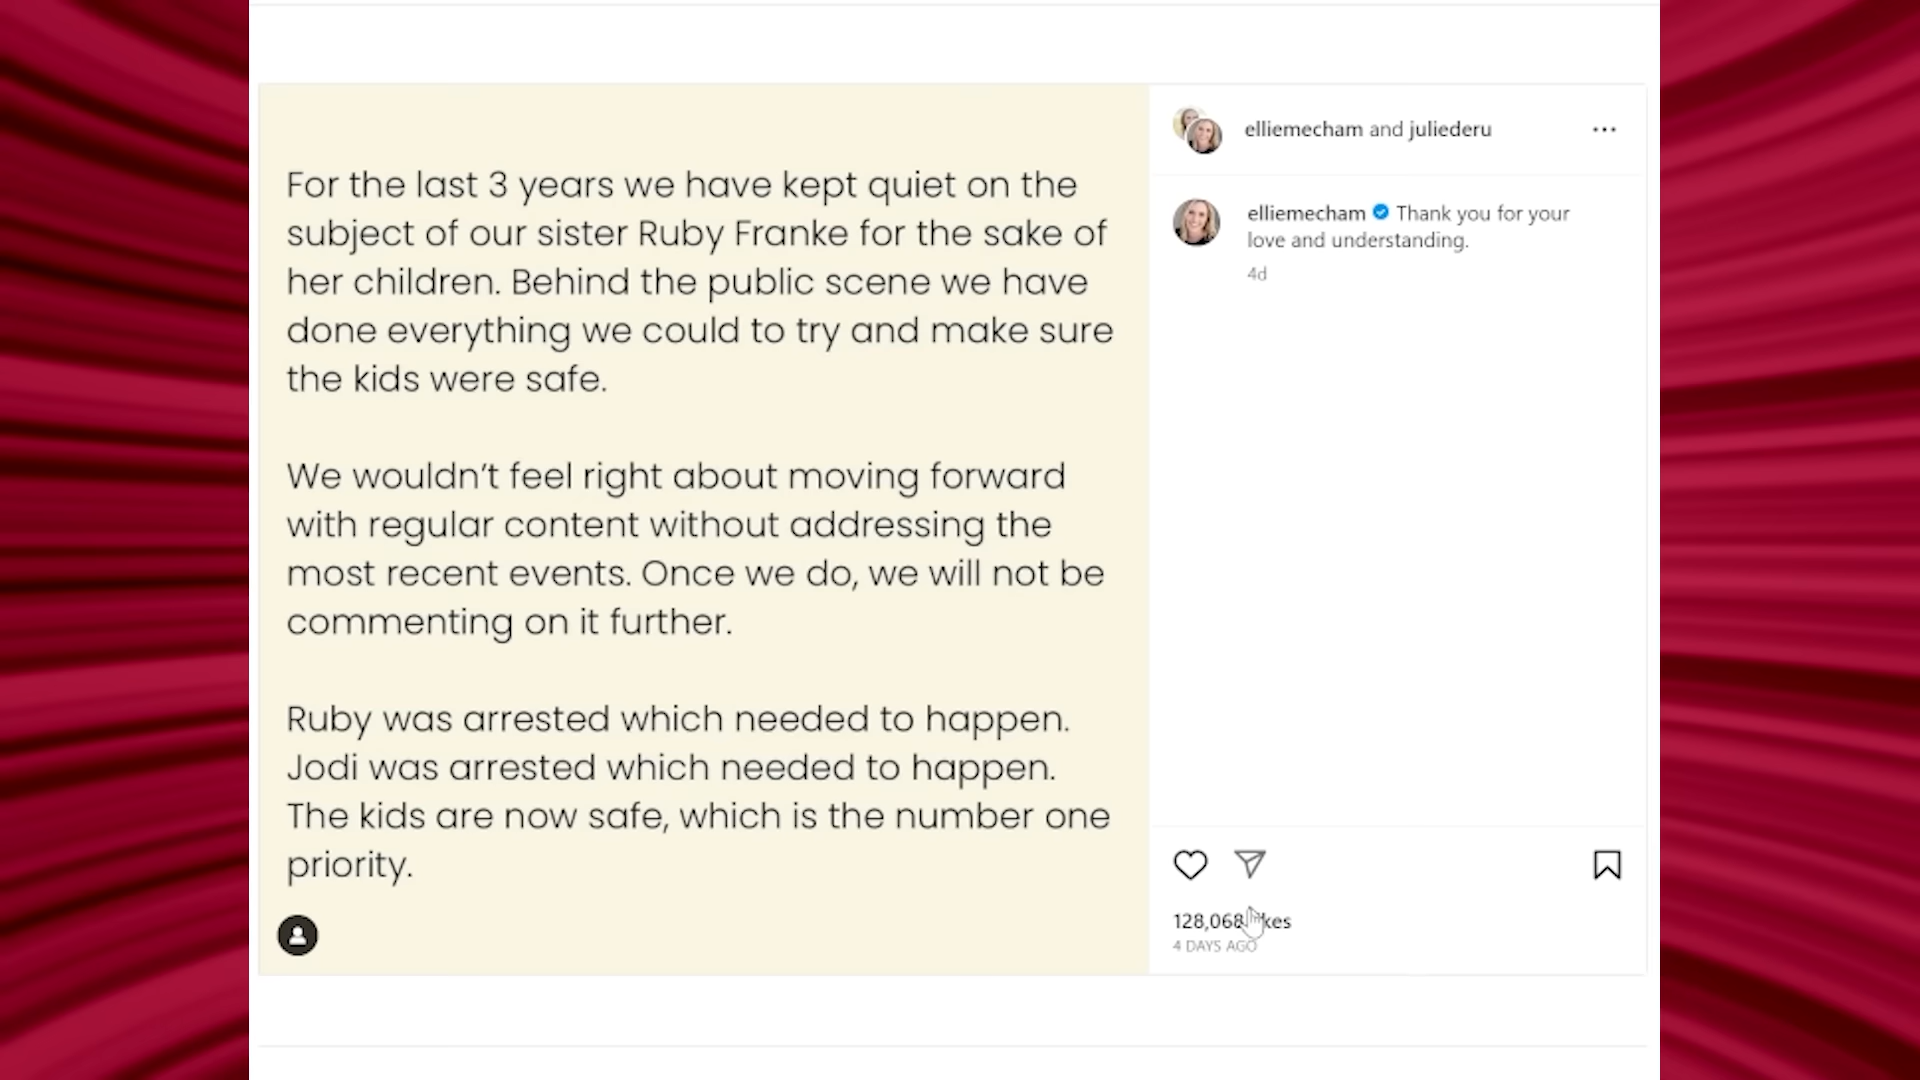 For the last 3 years we have kept quiet on the
subject of our sister Ruby Franke for the sake of
her children. Behind the public scene we have
done everything we could to try and make sure
the kids were safe.
We wouldn’t feel right about moving forward
with regular content without addressing the
most recent events. Once we do, we will not be
commenting on it further.
Ruby was arrested which needed to happen.
Jodi was arrested which needed to happen.
The kids are now safe, which is the number one
priority.
elliemecham and juliederu
elliemecham Thank you for your
love and understanding.
4d
128,068 likes
4 DAYS AGO